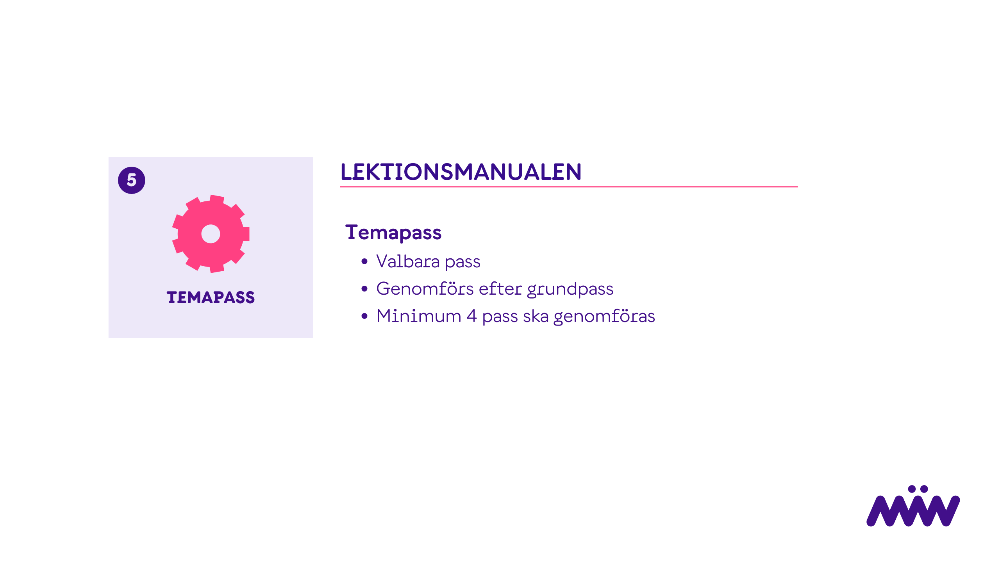 5
TEMAPASS
LEKTIONSMANUALEN
Temapass
• Valbara pass
• Genomförs efter grundpass
• Minimum 4 pass ska genomföras